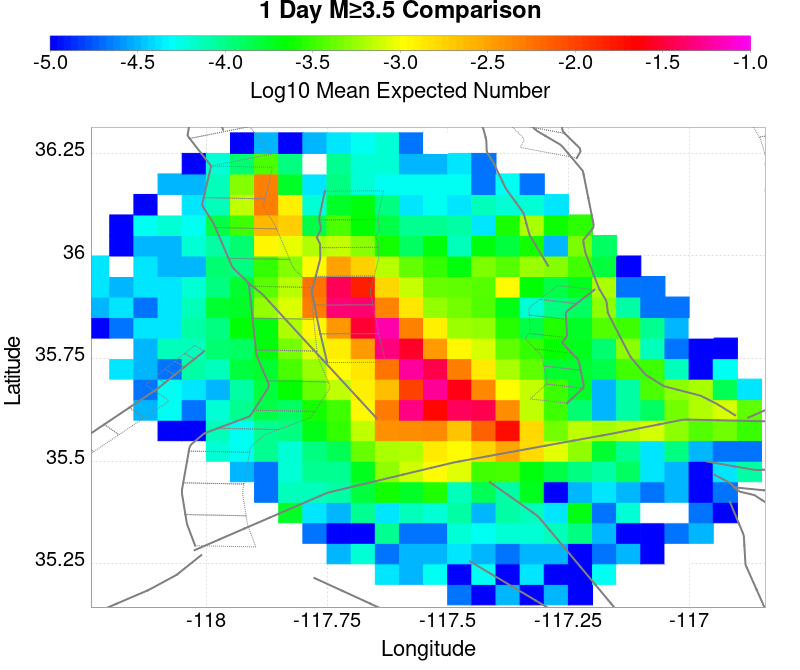 1 Day M≥3.5 Comparison
-5.0 -4.5 -4.0 -3.5 -3.0 -2.5 -2.0 -1.5 -1.0
Log10 Mean Expected Number
36.25
36
35.75
35.5
35.25
Latitude
-118 -117.75 -117.5 -117.25 -117
Longitude